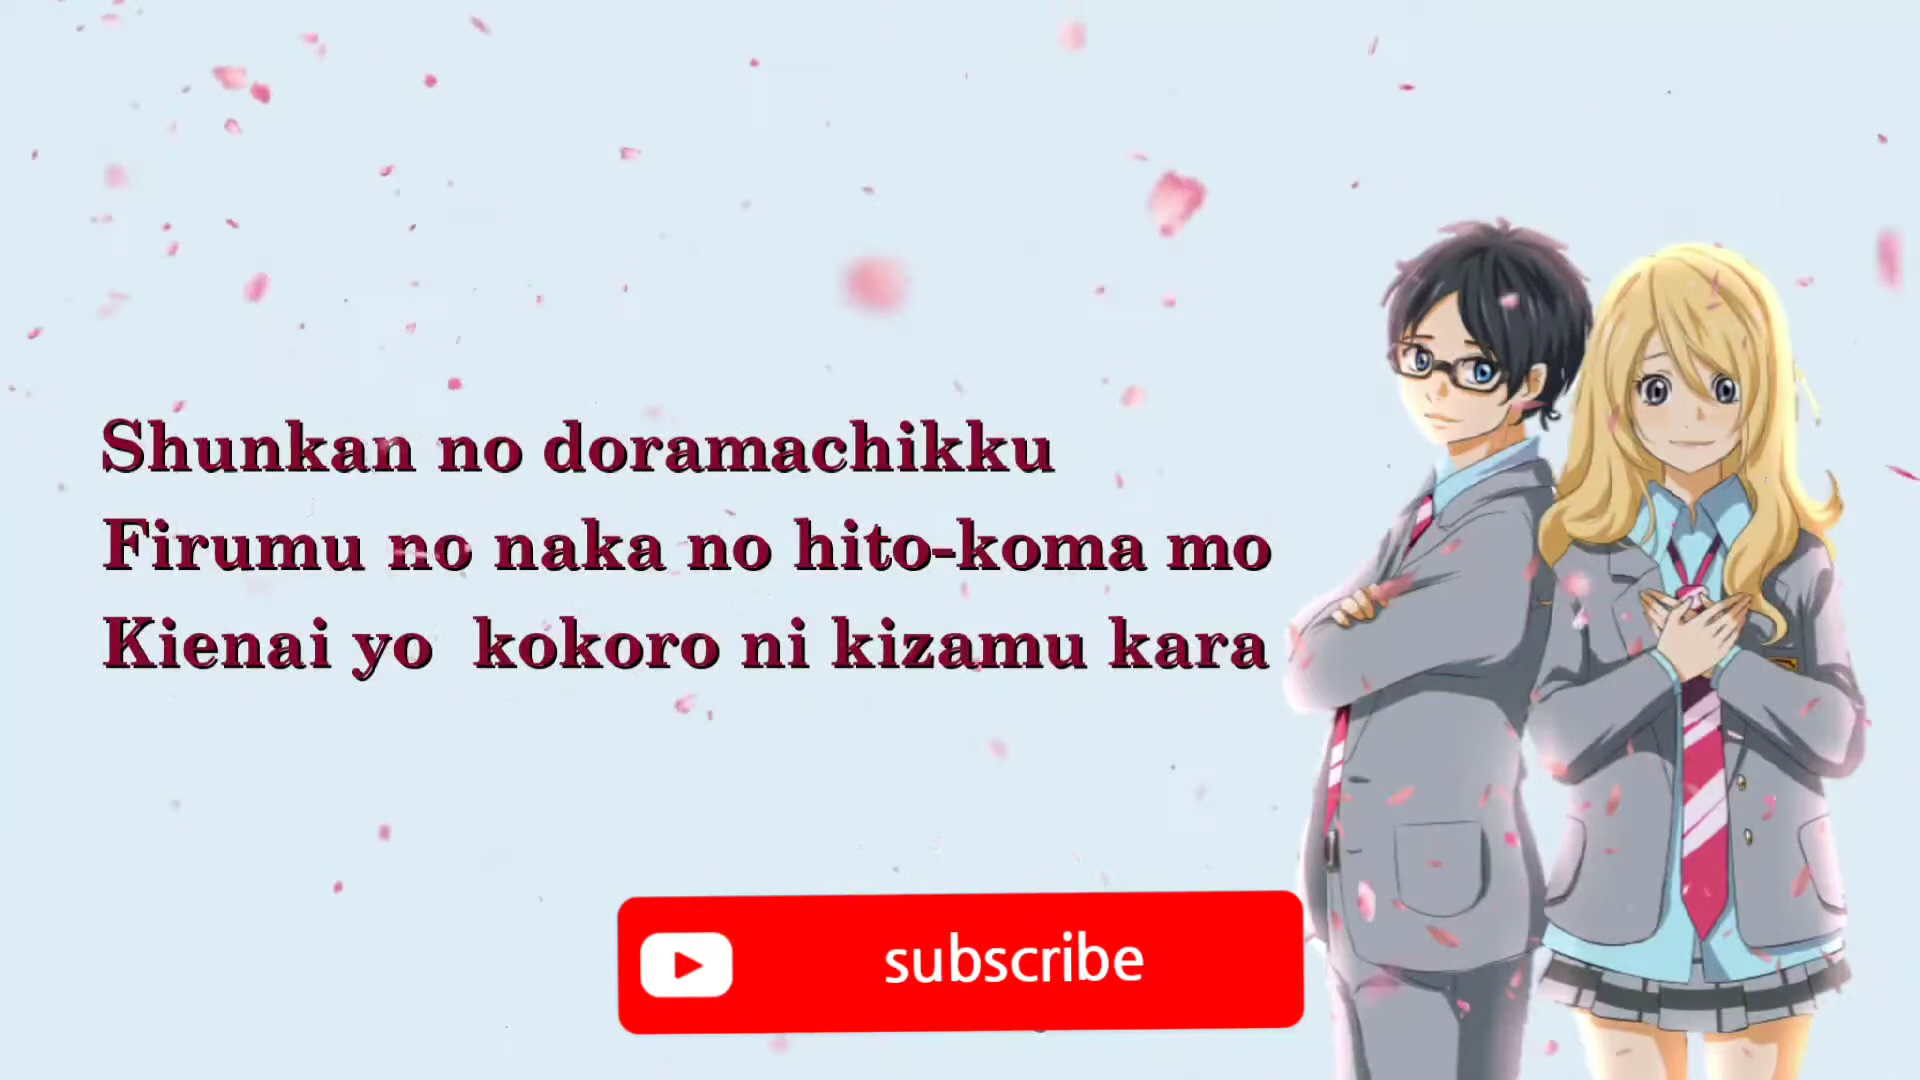 Shunkan no doramachikku
Firumu no naka no hito-koma mo
Kienai yo kokoro ni kizamu kara
subscribe